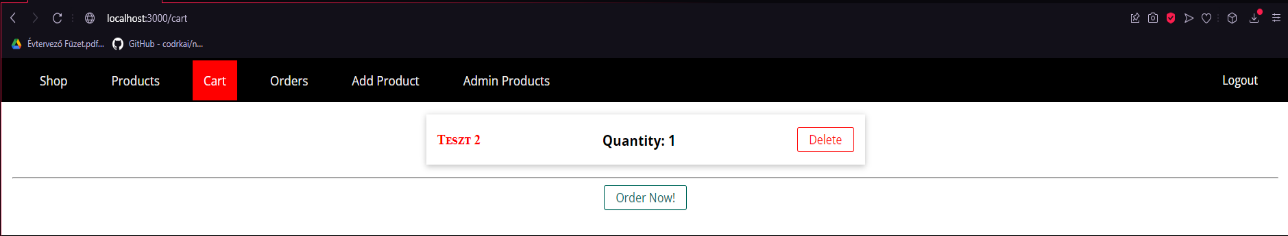 localhost:3000/cart
Évtervező Füzet.pdf... GitHub - codrkai/n...
Shop Products Cart Orders Add Product Admin Products Logout
Teszt 2 Quantity: 1 Delete
Order Now!